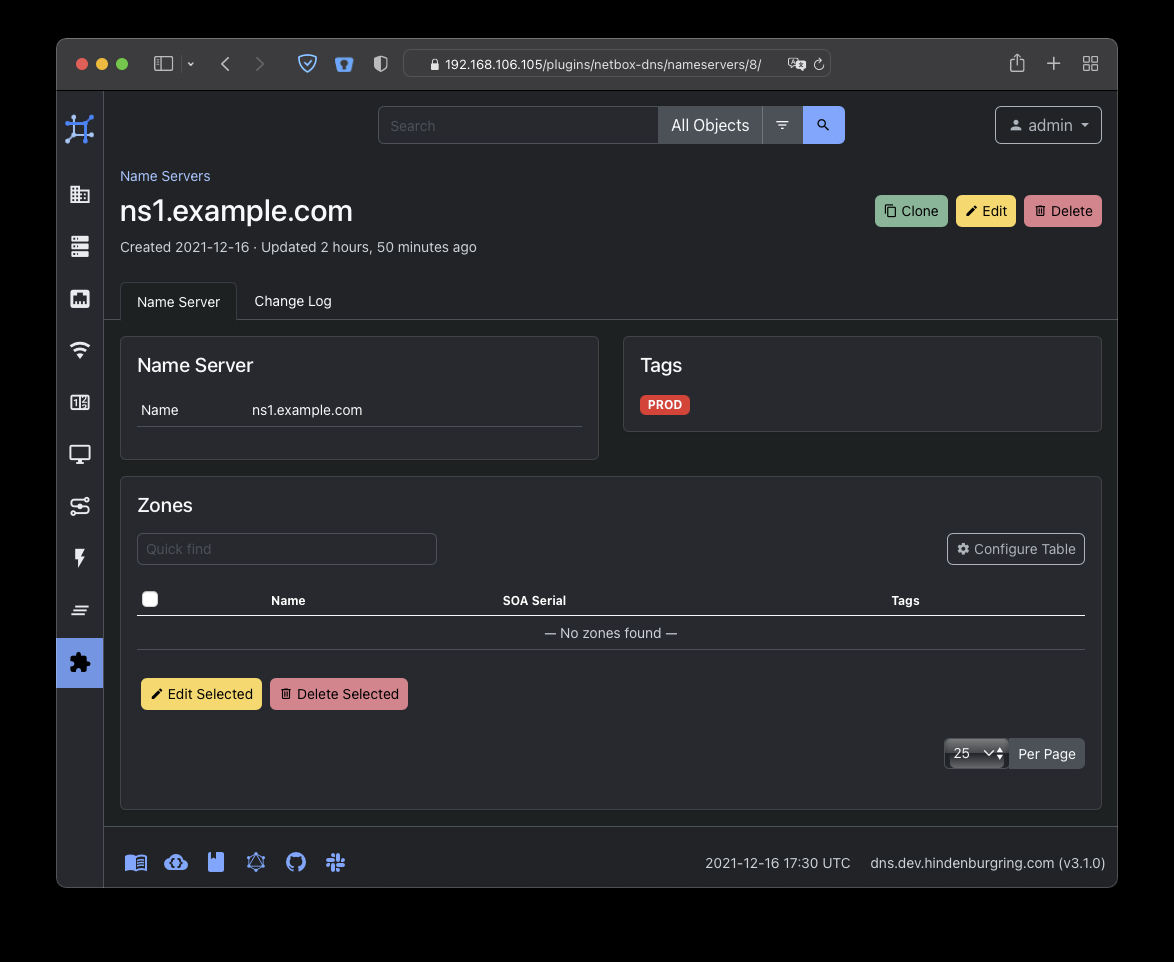 192.168.106.105/plugins/netbox-dns/nameservers/8/
Search
All Objects
admin
Name Servers
ns1.example.com
Clone
Edit
Delete
Created 2021-12-16 · Updated 2 hours, 50 minutes ago
Name Server
Change Log
Name Server
Name ns1.example.com
Tags
PROD
Zones
Quick find
Configure Table
Name SOA Serial Tags
— No zones found —
Edit Selected
Delete Selected
25
Per Page
2021-12-16 17:30 UTC
dns.dev.hindenburgring.com (v3.1.0)